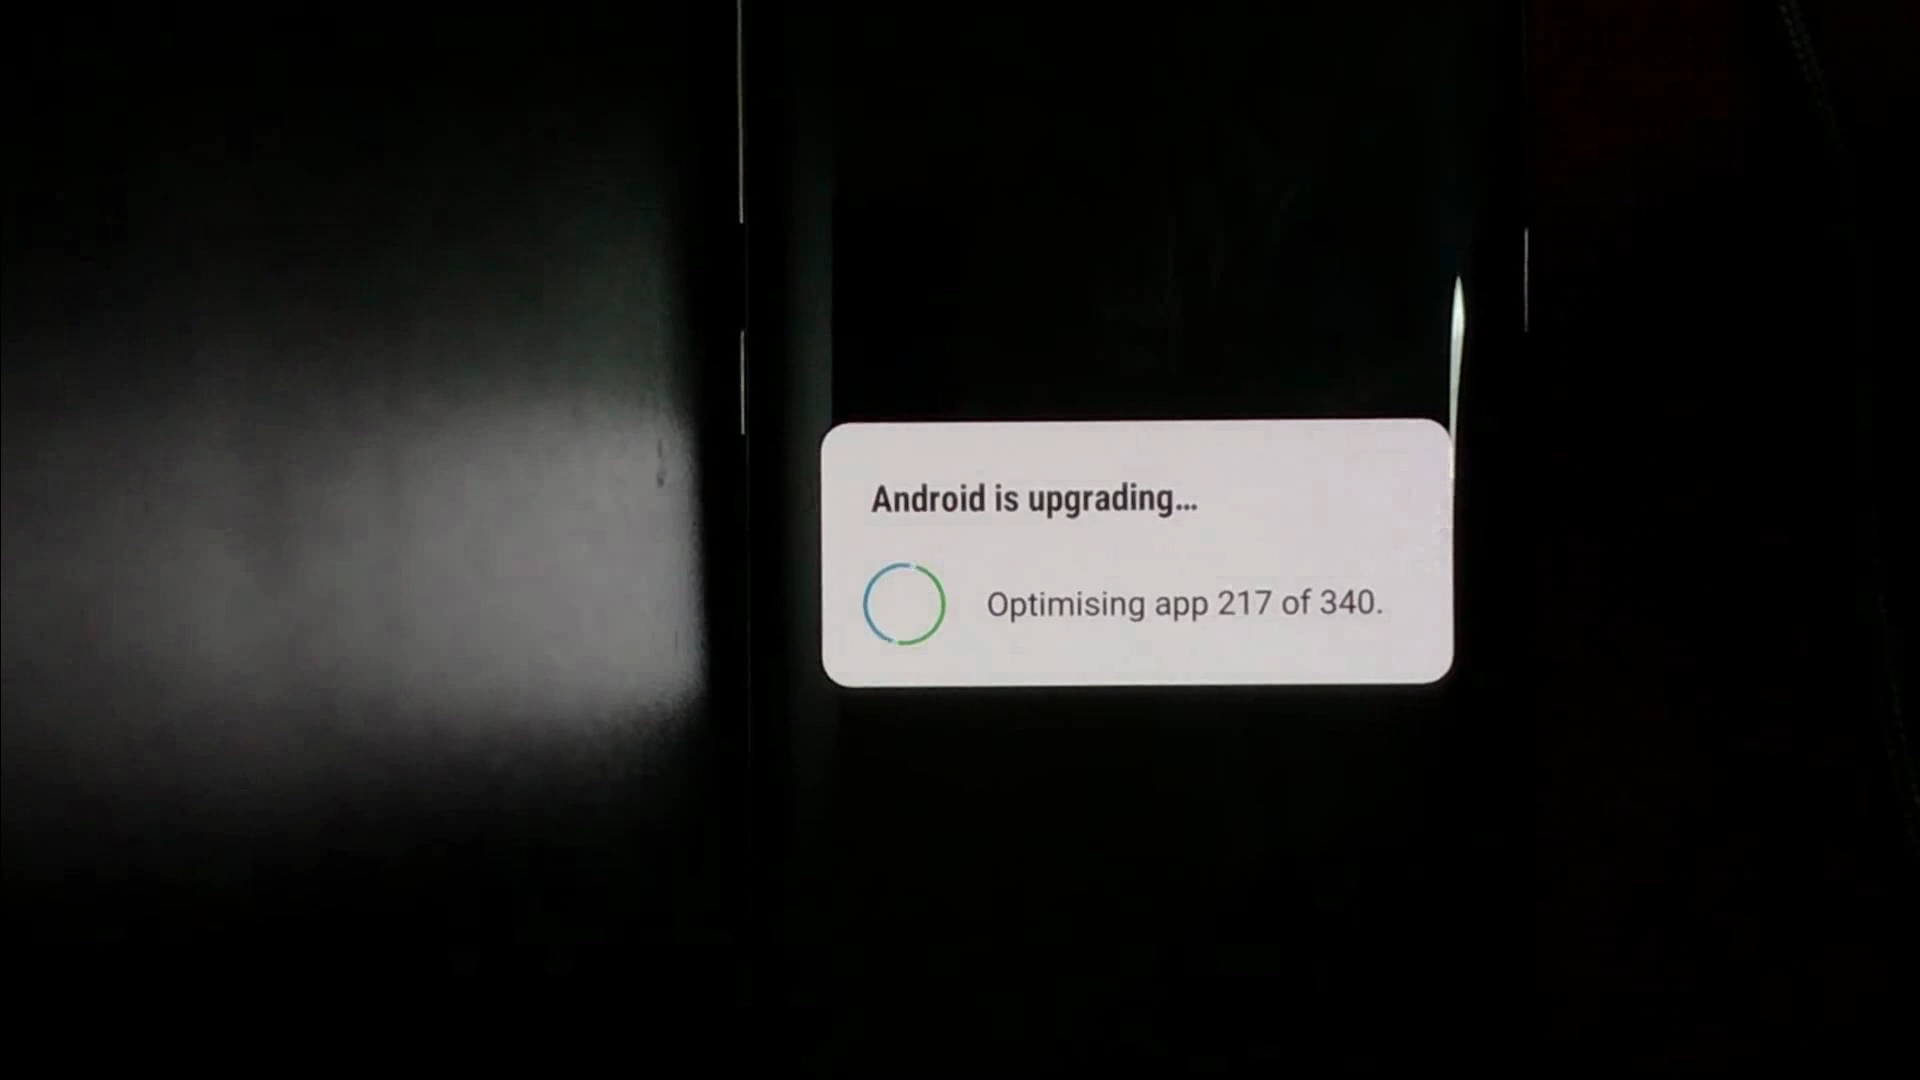 Android is upgrading...
Optimising app 217 of 340.